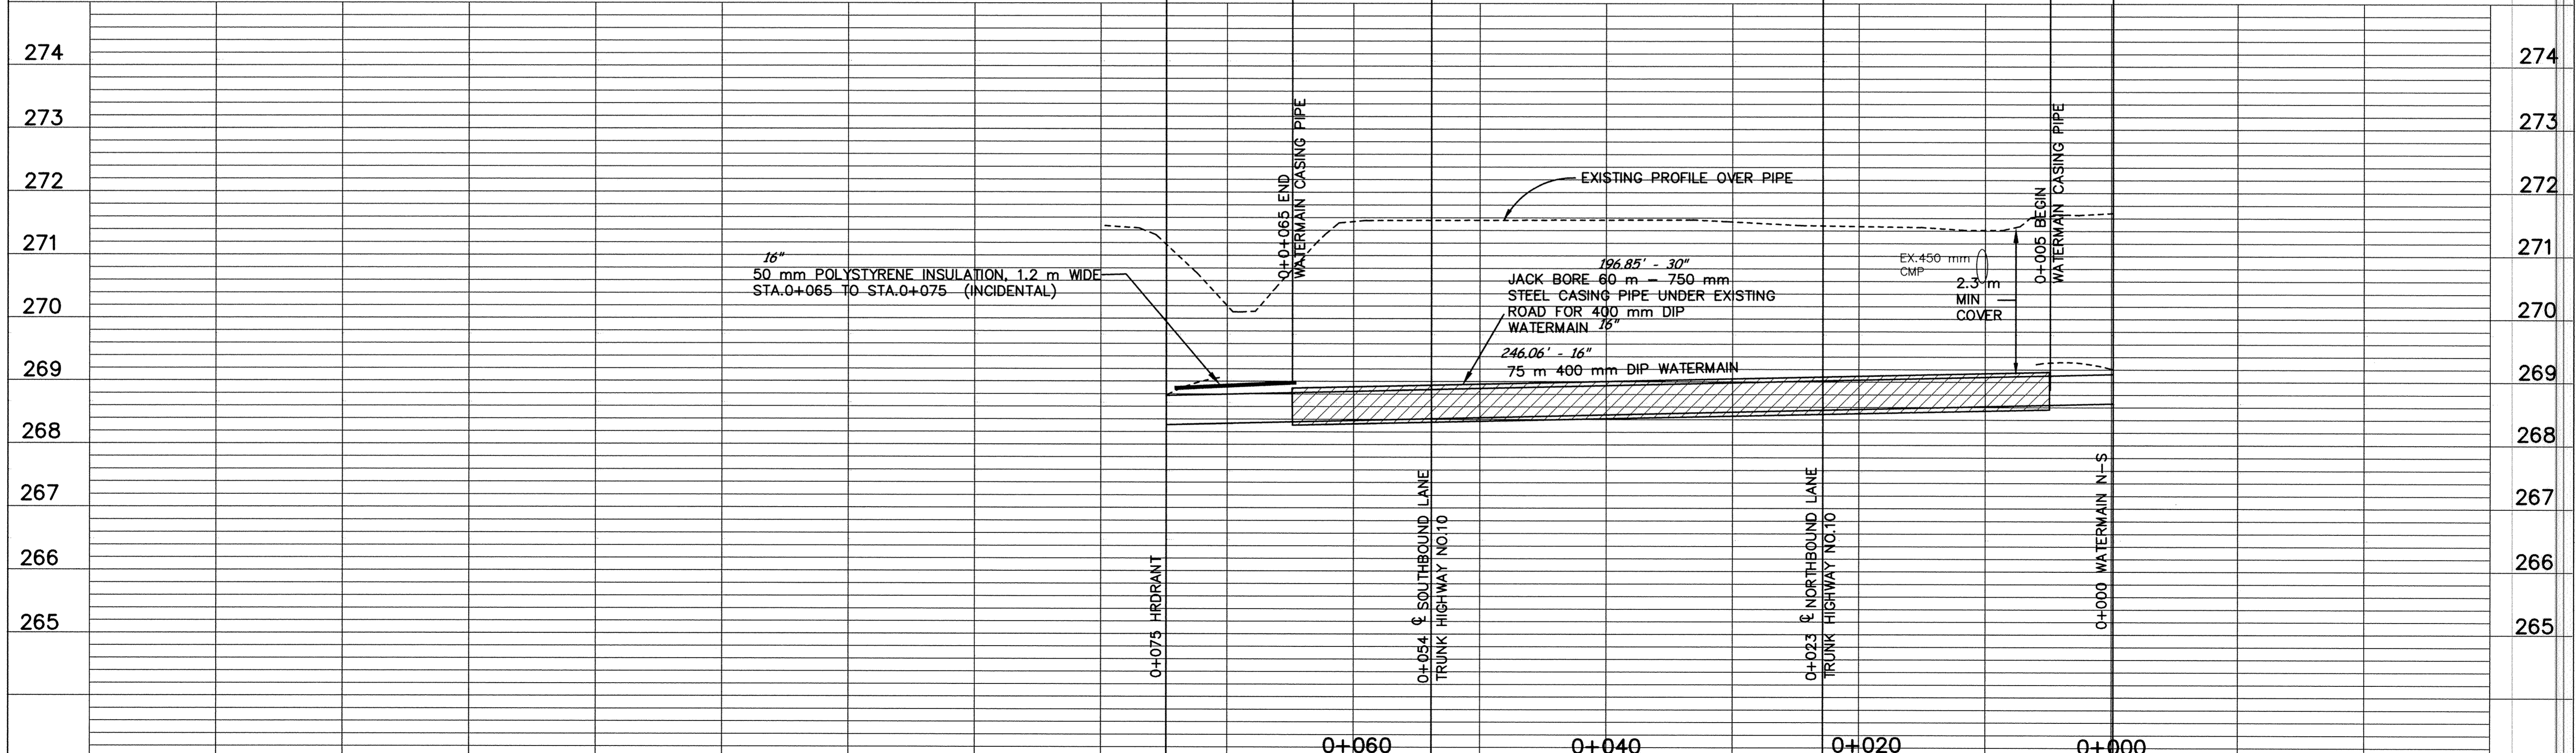 274
273
272
271
270
269
268
267
266
265
16"
50 mm POLYSTYRENE INSULATION, 1.2 m WIDE
STA.0+065 TO STA.0+075 (INCIDENTAL)
0+075 HRDRANT
0+0+065 END
WATERMAIN CASING PIPE
0+054 ℄ SOUTHBOUND LANE
TRUNK HIGHWAY NO.10
EXISTING PROFILE OVER PIPE
196.85' - 30"
JACK BORE 60 m – 750 mm
STEEL CASING PIPE UNDER EXISTING
ROAD FOR 400 mm DIP
WATERMAIN 16"
246.06' - 16"
75 m 400 mm DIP WATERMAIN
0+023 ℄ NORTHBOUND LANE
TRUNK HIGHWAY NO.10
EX.450 mm
CMP
2.3 m
MIN
COVER
0+005 BEGIN
WATERMAIN CASING PIPE
0+000 WATERMAIN N-S
274
273
272
271
270
269
268
267
266
265
0+060
0+040
0+020
0+000